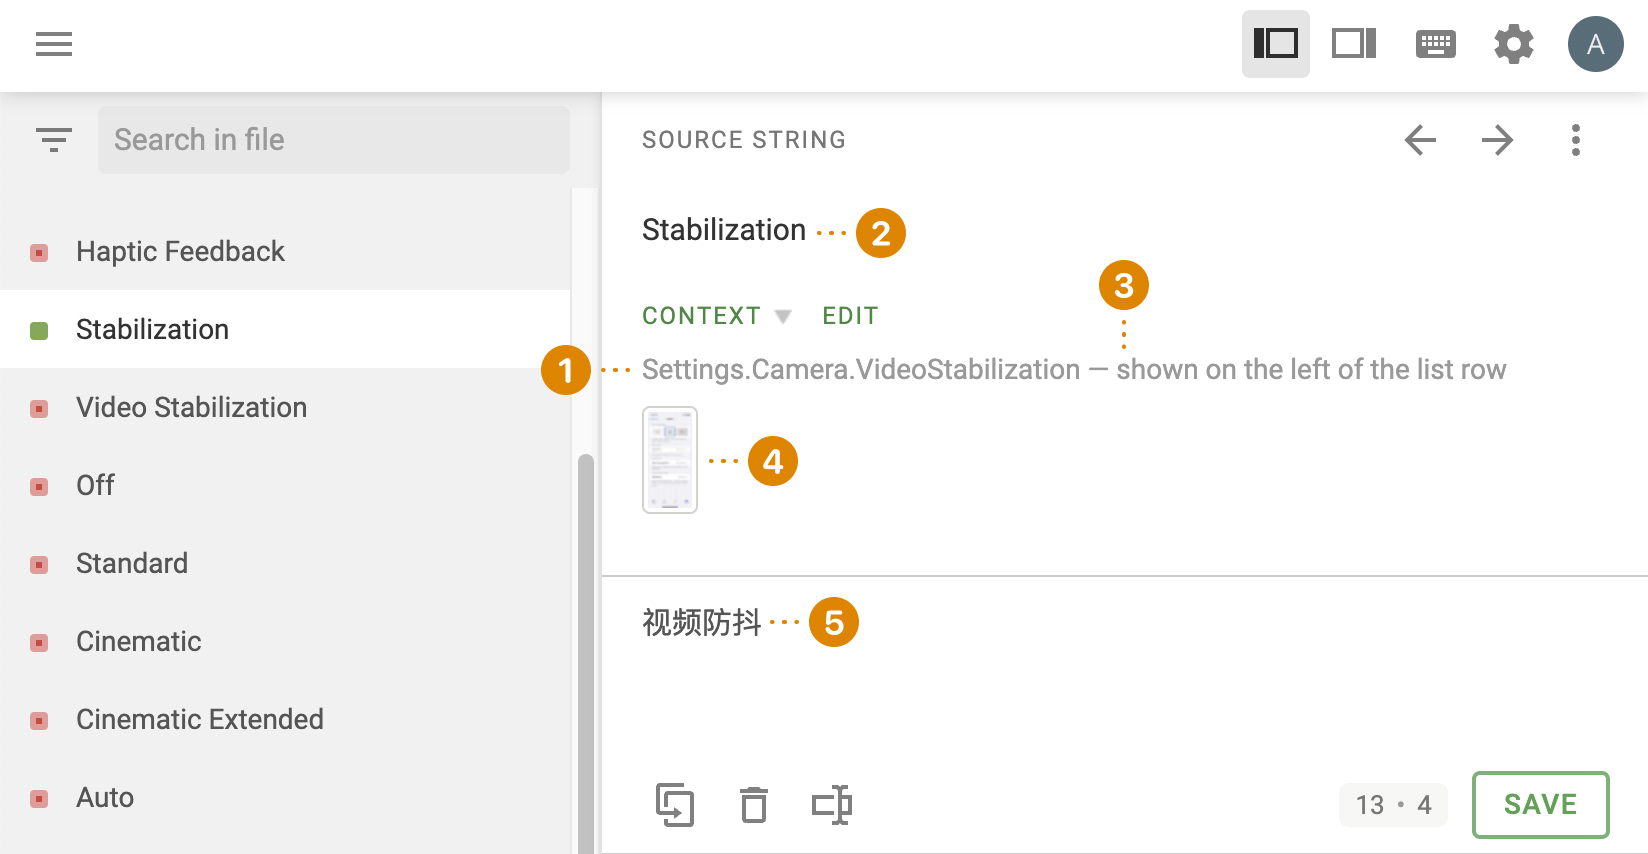 A
Search in file
Haptic Feedback
Stabilization
Video Stabilization
Off
Standard
Cinematic
Cinematic Extended
Auto
SOURCE STRING
Stabilization 2
3
CONTEXT EDIT
1 Settings.Camera.VideoStabilization — shown on the left of the list row
4
视频防抖 5
13 • 4 SAVE